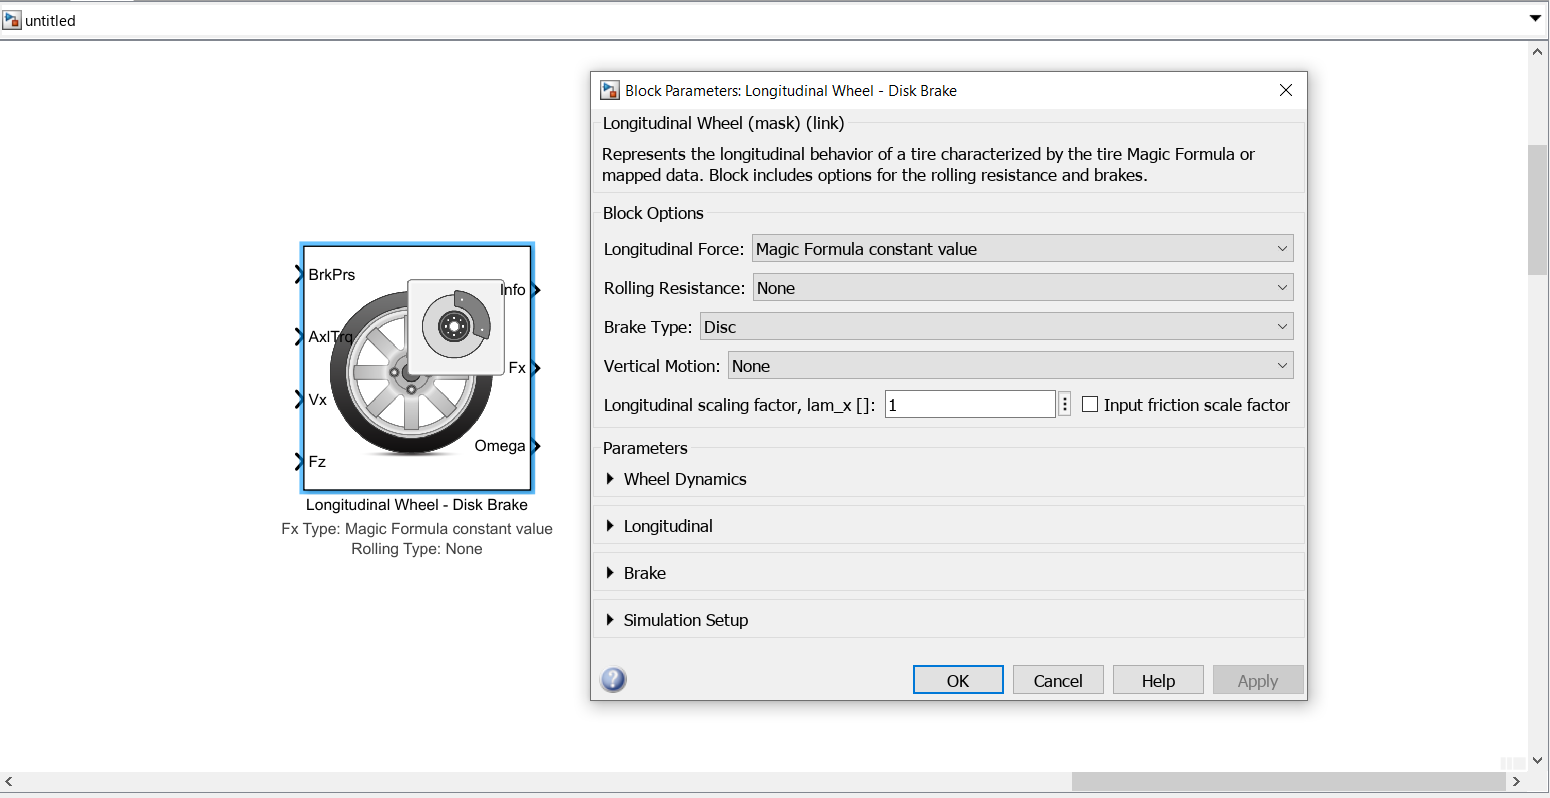 untitled
BrkPrs
AxlTrq
Vx
Fz
Info
Fx
Omega
Longitudinal Wheel - Disk Brake
Fx Type: Magic Formula constant value
Rolling Type: None
Block Parameters: Longitudinal Wheel - Disk Brake
Longitudinal Wheel (mask) (link)
Represents the longitudinal behavior of a tire characterized by the tire Magic Formula or
mapped data. Block includes options for the rolling resistance and brakes.
Block Options
Longitudinal Force: Magic Formula constant value
Rolling Resistance: None
Brake Type: Disc
Vertical Motion: None
Longitudinal scaling factor, lam_x []: 1 Input friction scale factor
Parameters
Wheel Dynamics
Longitudinal
Brake
Simulation Setup
? OK Cancel Help Apply